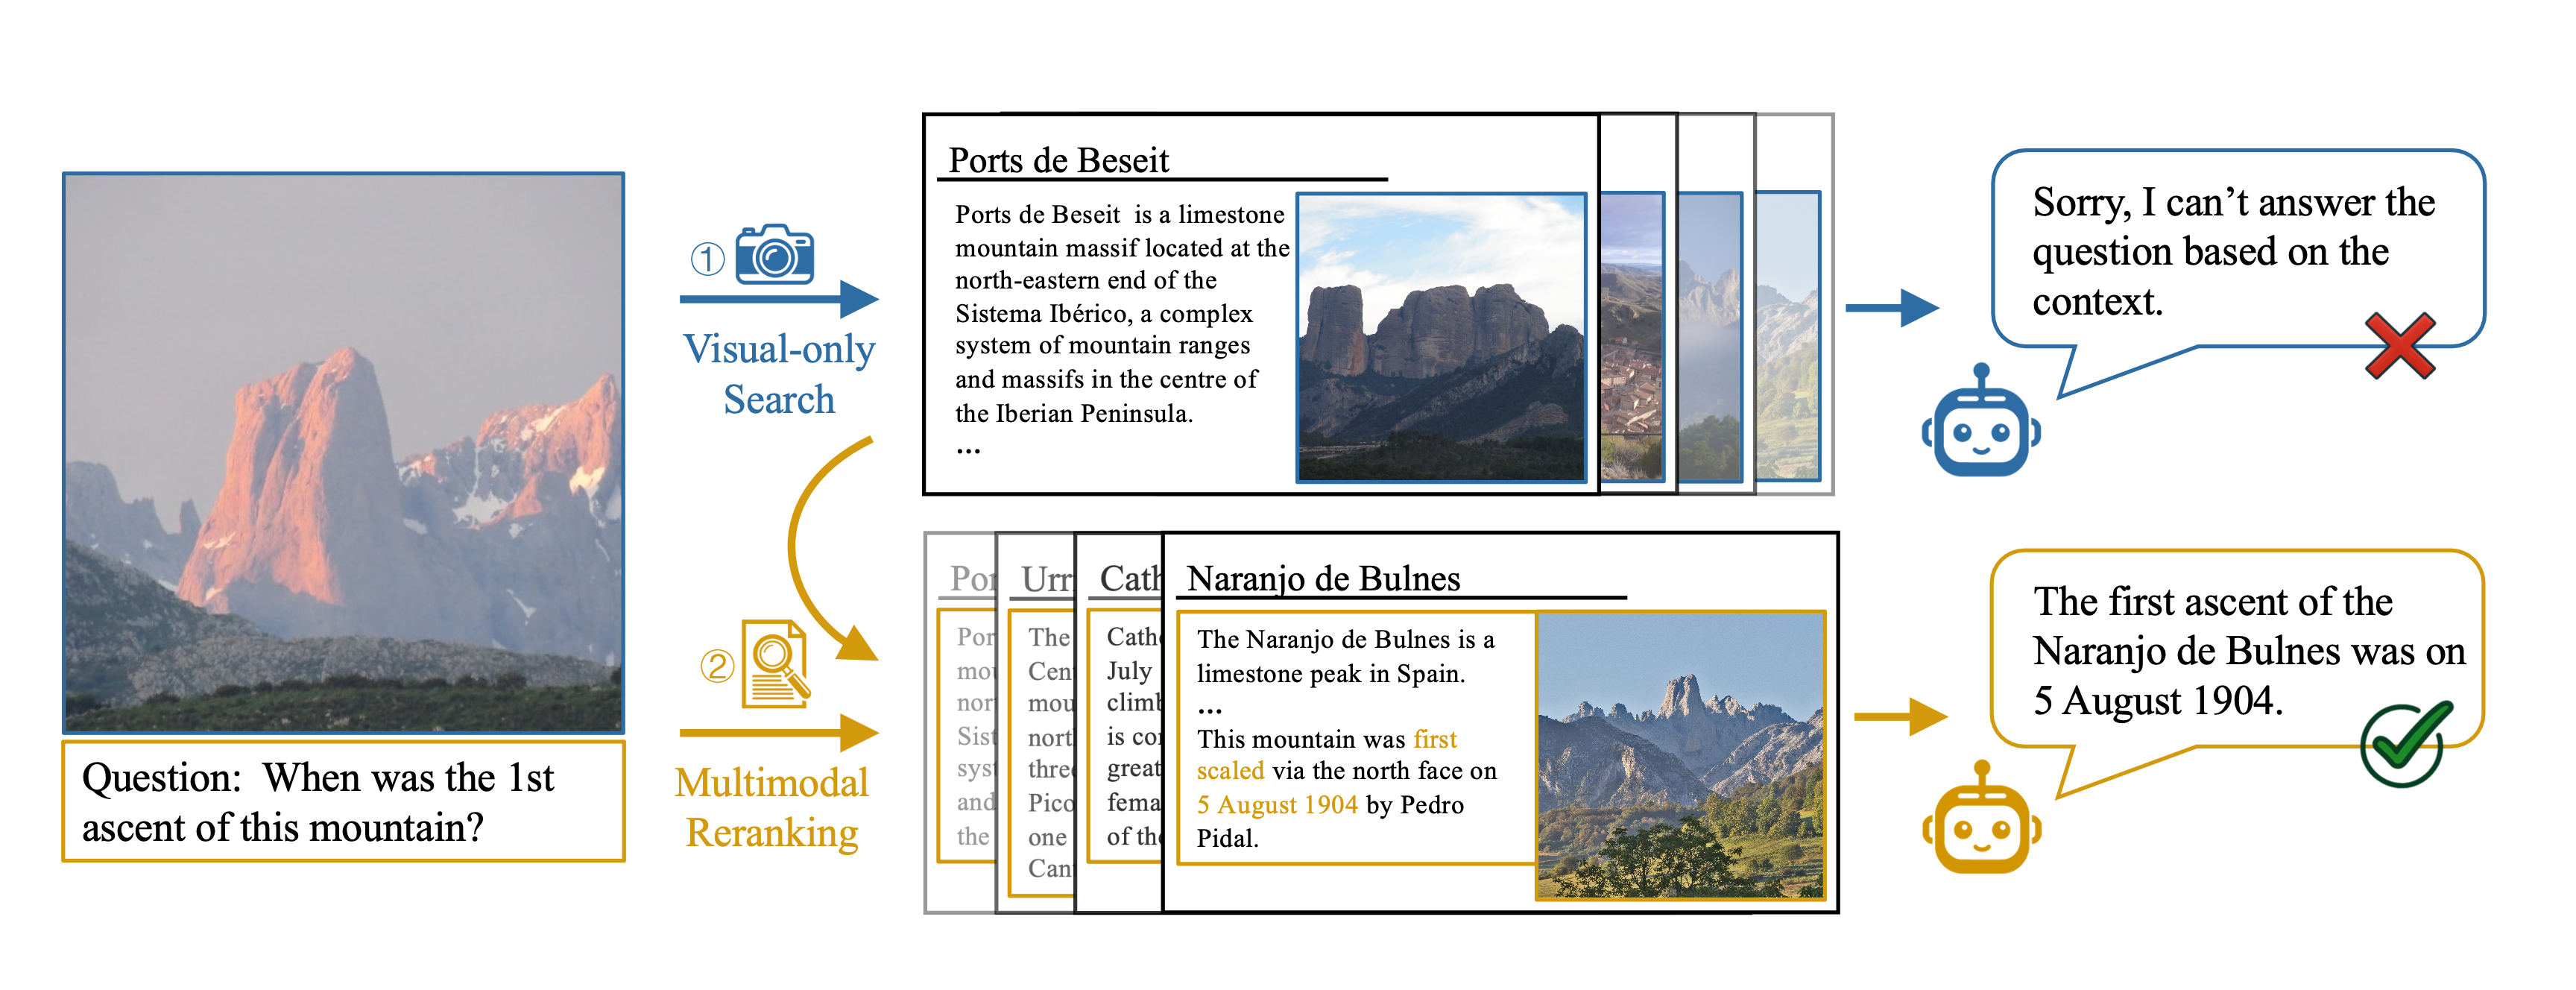 Question: When was the 1st
ascent of this mountain?
①
Visual-only
Search
②
Multimodal
Reranking
Ports de Beseit
Ports de Beseit is a limestone
mountain massif located at the
north-eastern end of the
Sistema Ibérico, a complex
system of mountain ranges
and massifs in the centre of
the Iberian Peninsula.
...
Sorry, I can’t answer the
question based on the
context.
Por
Por
mou
nor
Sist
syst
and
the
Urr
The
Cen
mou
nort
three
Pico
one
Can
Cath
Cath
July
climb
is co
great
fema
of the
Naranjo de Bulnes
The Naranjo de Bulnes is a
limestone peak in Spain.
...
This mountain was first
scaled via the north face on
5 August 1904 by Pedro
Pidal.
The first ascent of the
Naranjo de Bulnes was on
5 August 1904.